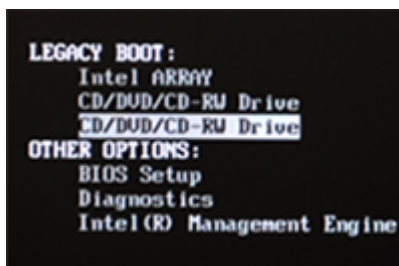 LEGACY BOOT:
Intel ARRAY
CD/DVD/CD-RW Drive
CD/DVD/CD-RW Drive
OTHER OPTIONS:
BIOS Setup
Diagnostics
Intel(R) Management Engine